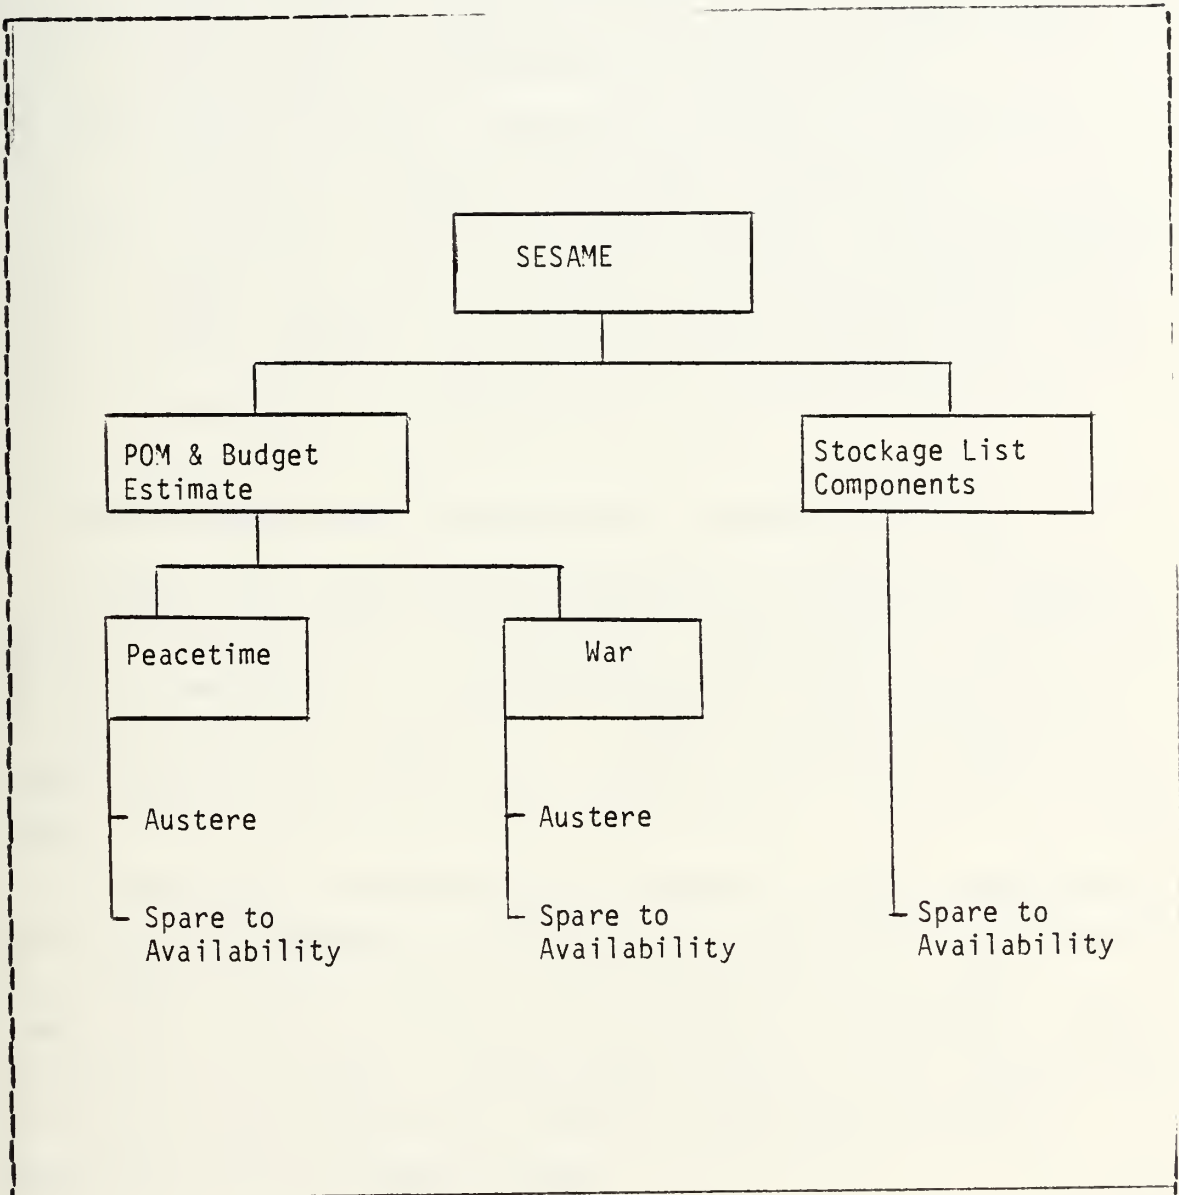 SESAME
POM & Budget
Estimate
Stockage List
Components
Peacetime
War
Austere
Austere
Spare to
Availability
Spare to
Availability
Spare to
Availability